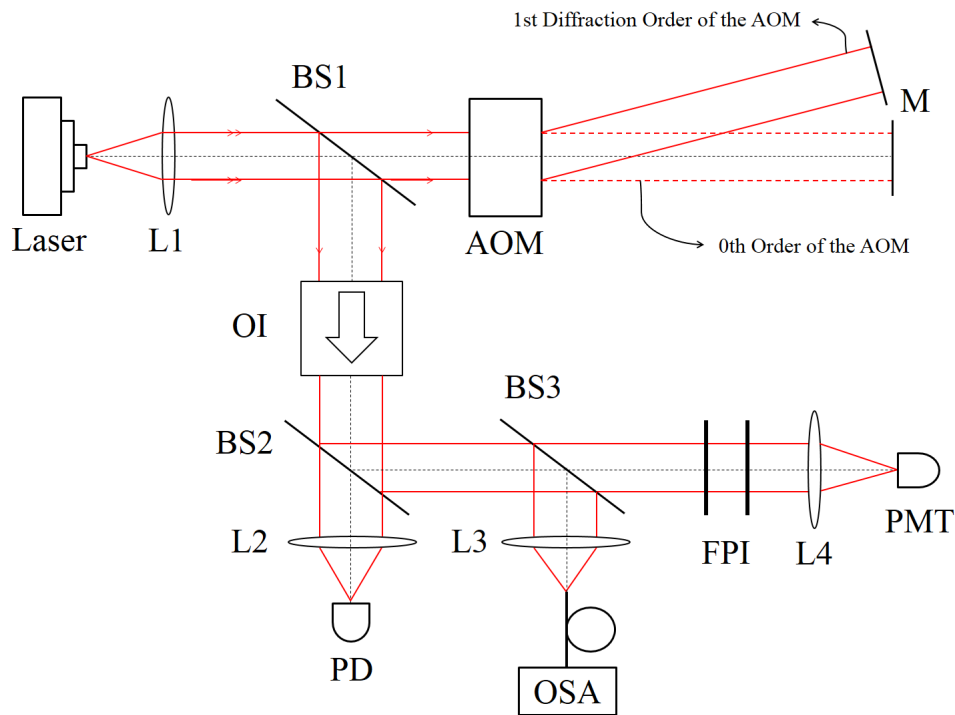 1st Diffraction Order of the AOM
BS1
M
Laser
L1
AOM
0th Order of the AOM
OI
BS3
BS2
L2
L3
FPI
L4
PMT
PD
OSA